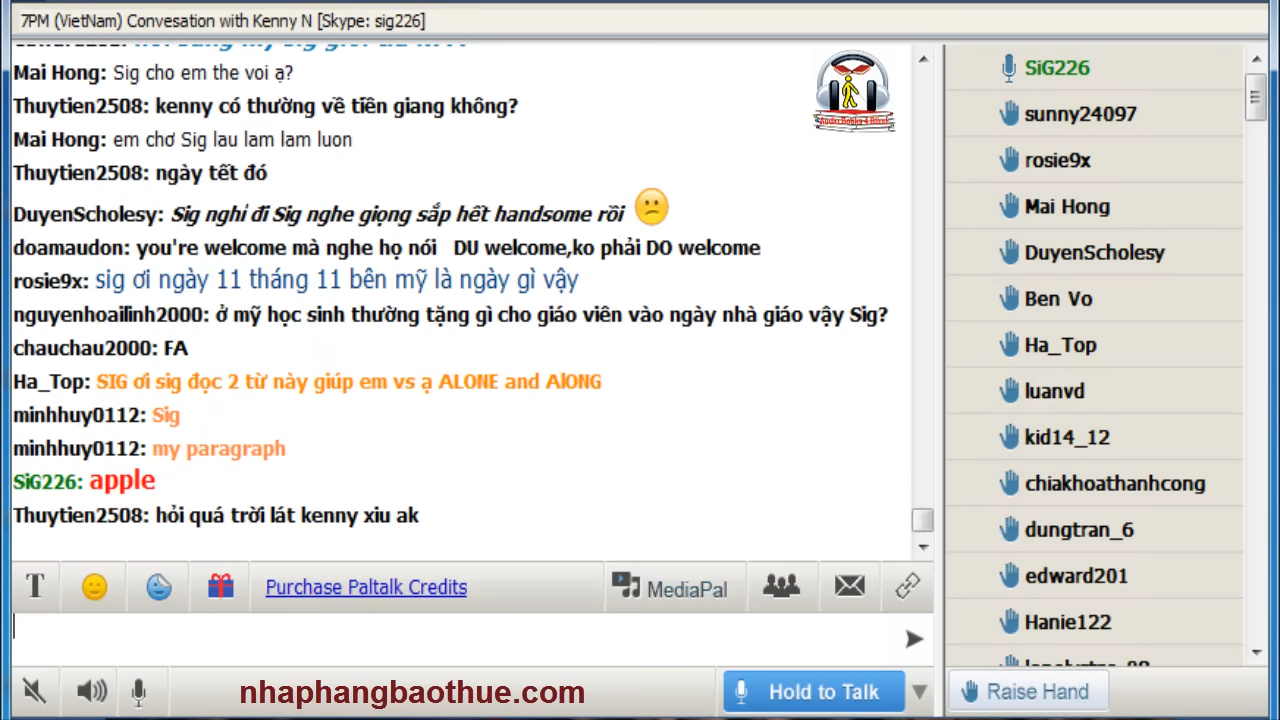 7PM (VietNam) Convesation with Kenny N [Skype: sig226]
Mai Hong: Sig cho em the voi ạ?
Thuytien2508: kenny có thường về tiền giang không?
Mai Hong: em chơ Sig lau lam lam luon
Thuytien2508: ngày tết đó
DuyenScholesy: Sig nghỉ đi Sig nghe giọng sắp hết handsome rồi
doamaudon: you're welcome mà nghe họ nói DU welcome,ko phải DO welcome
rosie9x: sig ơi ngày 11 tháng 11 bên mỹ là ngày gì vậy
nguyenhoailinh2000: ở mỹ học sinh thường tặng gì cho giáo viên vào ngày nhà giáo vậy Sig?
chauchau2000: FA
Ha_Top: SIG ơi sig đọc 2 từ này giúp em vs ạ ALONE and AlONG
minhhuy0112: Sig
minhhuy0112: my paragraph
SiG226: apple
Thuytien2508: hỏi quá trời lát kenny xiu ak
Purchase Paltalk Credits
MediaPal
nhaphangbaothue.com
Hold to Talk
SiG226
sunny24097
rosie9x
Mai Hong
DuyenScholesy
Ben Vo
Ha_Top
luanvd
kid14_12
chiakhoathanhcong
dungtran_6
edward201
Hanie122
Raise Hand